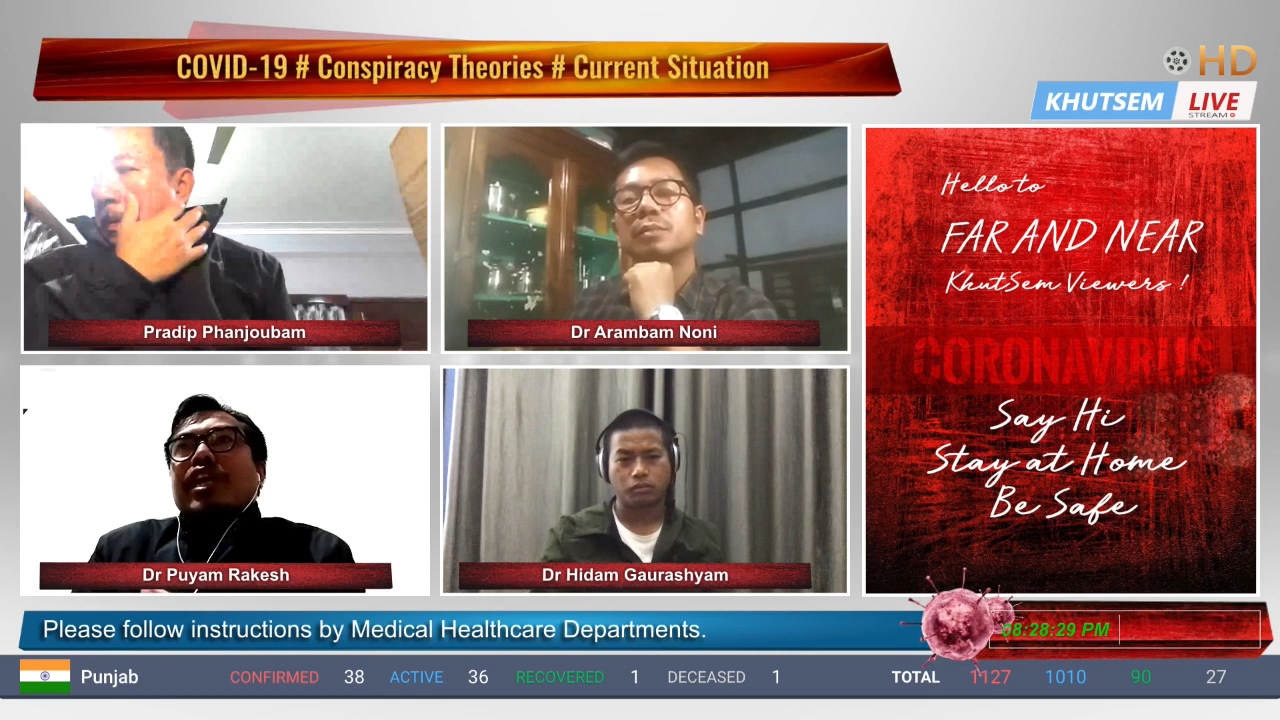 COVID-19 # Conspiracy Theories # Current Situation
HD
KHUTSEM LIVE
STREAM
Pradip Phanjoubam
Dr Arambam Noni
Hello to
FAR AND NEAR
KhutSem Viewers !
CORONAVIRUS
Say Hi
Stay at Home
Be Safe
Dr Puyam Rakesh
Dr Hidam Gaurashyam
Please follow instructions by Medical Healthcare Departments.
08:28:29 PM
Punjab CONFIRMED 38 ACTIVE 36 RECOVERED 1 DECEASED 1 TOTAL 1127 1010 90 27